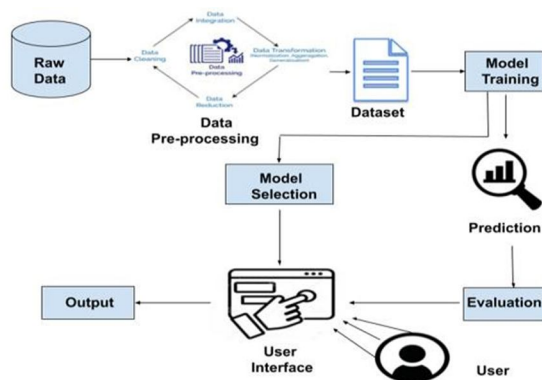 Raw
Data
Data
Integration
Data
Cleaning
Data
Pre-processing
Data Transformation
Data
Reduction
Data
Pre-processing
Dataset
Model
Training
Model
Selection
Prediction
Output
User
Interface
Evaluation
User